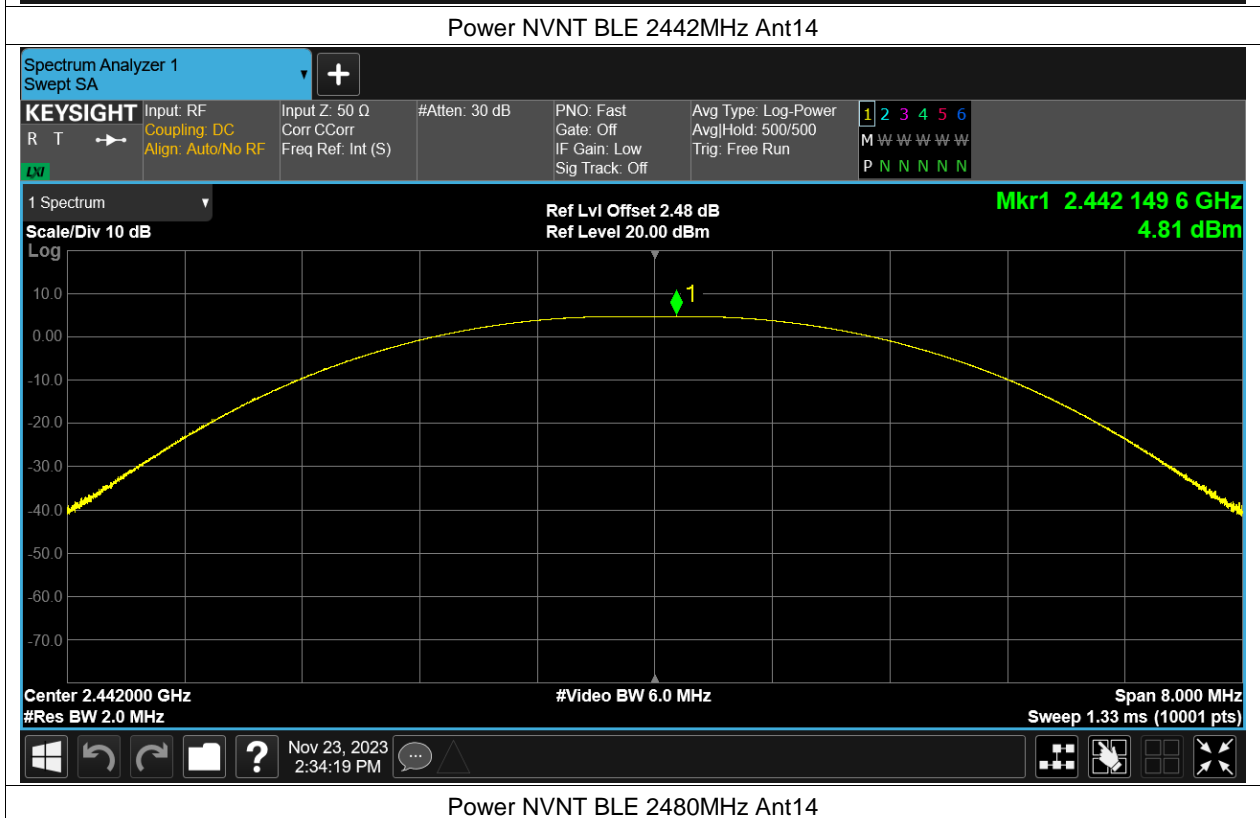 Power NVNT BLE 2442MHz Ant14
Spectrum Analyzer 1
Swept SA
KEYSIGHT
R T
LXI
Input: RF
Coupling: DC
Align: Auto/No RF
Input Z: 50 Ω
Corr CCorr
Freq Ref: Int (S)
#Atten: 30 dB
PNO: Fast
Gate: Off
IF Gain: Low
Sig Track: Off
Avg Type: Log-Power
Avg|Hold: 500/500
Trig: Free Run
1 2 3 4 5 6
M W W W W W
P N N N N N
1 Spectrum
Scale/Div 10 dB
Log
Ref Lvl Offset 2.48 dB
Ref Level 20.00 dBm
Mkr1 2.442 149 6 GHz
4.81 dBm
1
10.0
0.00
-10.0
-20.0
-30.0
-40.0
-50.0
-60.0
-70.0
Center 2.442000 GHz
#Res BW 2.0 MHz
#Video BW 6.0 MHz
Span 8.000 MHz
Sweep 1.33 ms (10001 pts)
?
Nov 23, 2023
2:34:19 PM
Power NVNT BLE 2480MHz Ant14